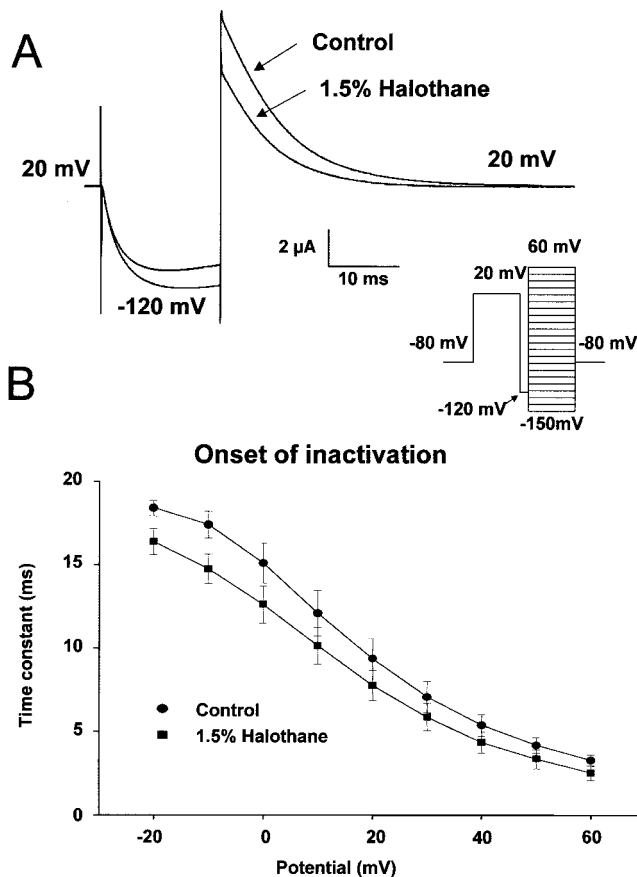 A
Control
1.5% Halothane
20 mV
20 mV
-120 mV
2 µA
10 ms
60 mV
20 mV
-80 mV
-80 mV
-120 mV
-150mV
B
Onset of inactivation
20
15
10
5
0
Time constant (ms)
Control
1.5% Halothane
-20
0
20
40
60
Potential (mV)